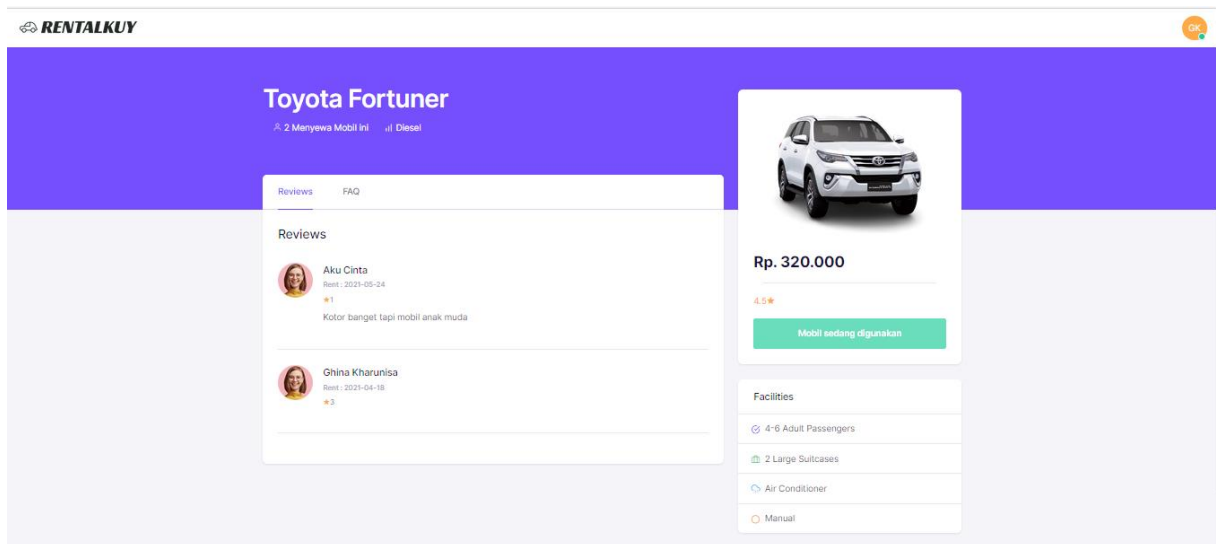 RENTALKUY
GK
Toyota Fortuner
2 Menyewa Mobil ini Diesel
Reviews FAQ
Reviews
Aku Cinta
Rent : 2021-05-24
★1
Kotor banget tapi mobil anak muda
Ghina Kharunisa
Rent : 2021-04-18
★3
Rp. 320.000
4.5★
Mobil sedang digunakan
Facilities
4-6 Adult Passengers
2 Large Suitcases
Air Conditioner
Manual